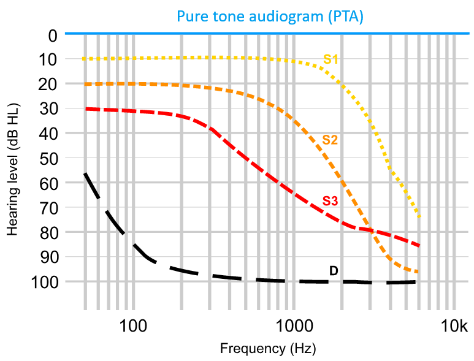 Pure tone audiogram (PTA)
0
10
20
30
40
50
60
70
80
90
100
Hearing level (dB HL)
S1
S2
S3
D
100
1000
10k
Frequency (Hz)